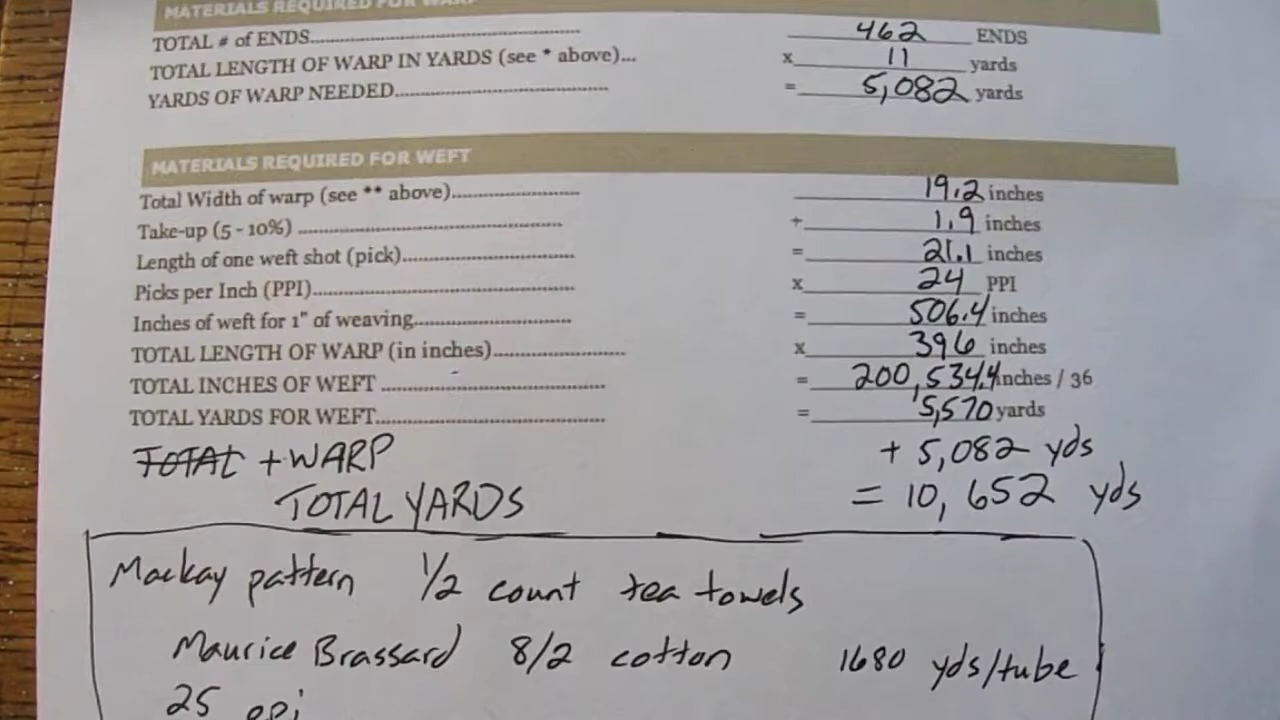 MATERIALS REQUIRED FOR WARP
TOTAL # of ENDS.................... 462 ENDS
TOTAL LENGTH OF WARP IN YARDS (see * above)... x 11 yards
YARDS OF WARP NEEDED.................... = 5,082 yards
MATERIALS REQUIRED FOR WEFT
Total Width of warp (see ** above).................... 19.2 inches
Take-up (5 - 10%) .................... + 1.9 inches
Length of one weft shot (pick).................... = 21.1 inches
Picks per Inch (PPI).................... x 24 PPI
Inches of weft for 1" of weaving.................... = 506.4 inches
TOTAL LENGTH OF WARP (in inches).................... x 396 inches
TOTAL INCHES OF WEFT .................... = 200,534.4 inches / 36
TOTAL YARDS FOR WEFT.................... = 5,570 yards
TOTAL + WARP + 5,082 yds
TOTAL YARDS = 10,652 yds
Mackay pattern 1/2 count tea towels
Maurice Brassard 8/2 cotton 1680 yds/tube
25 epi